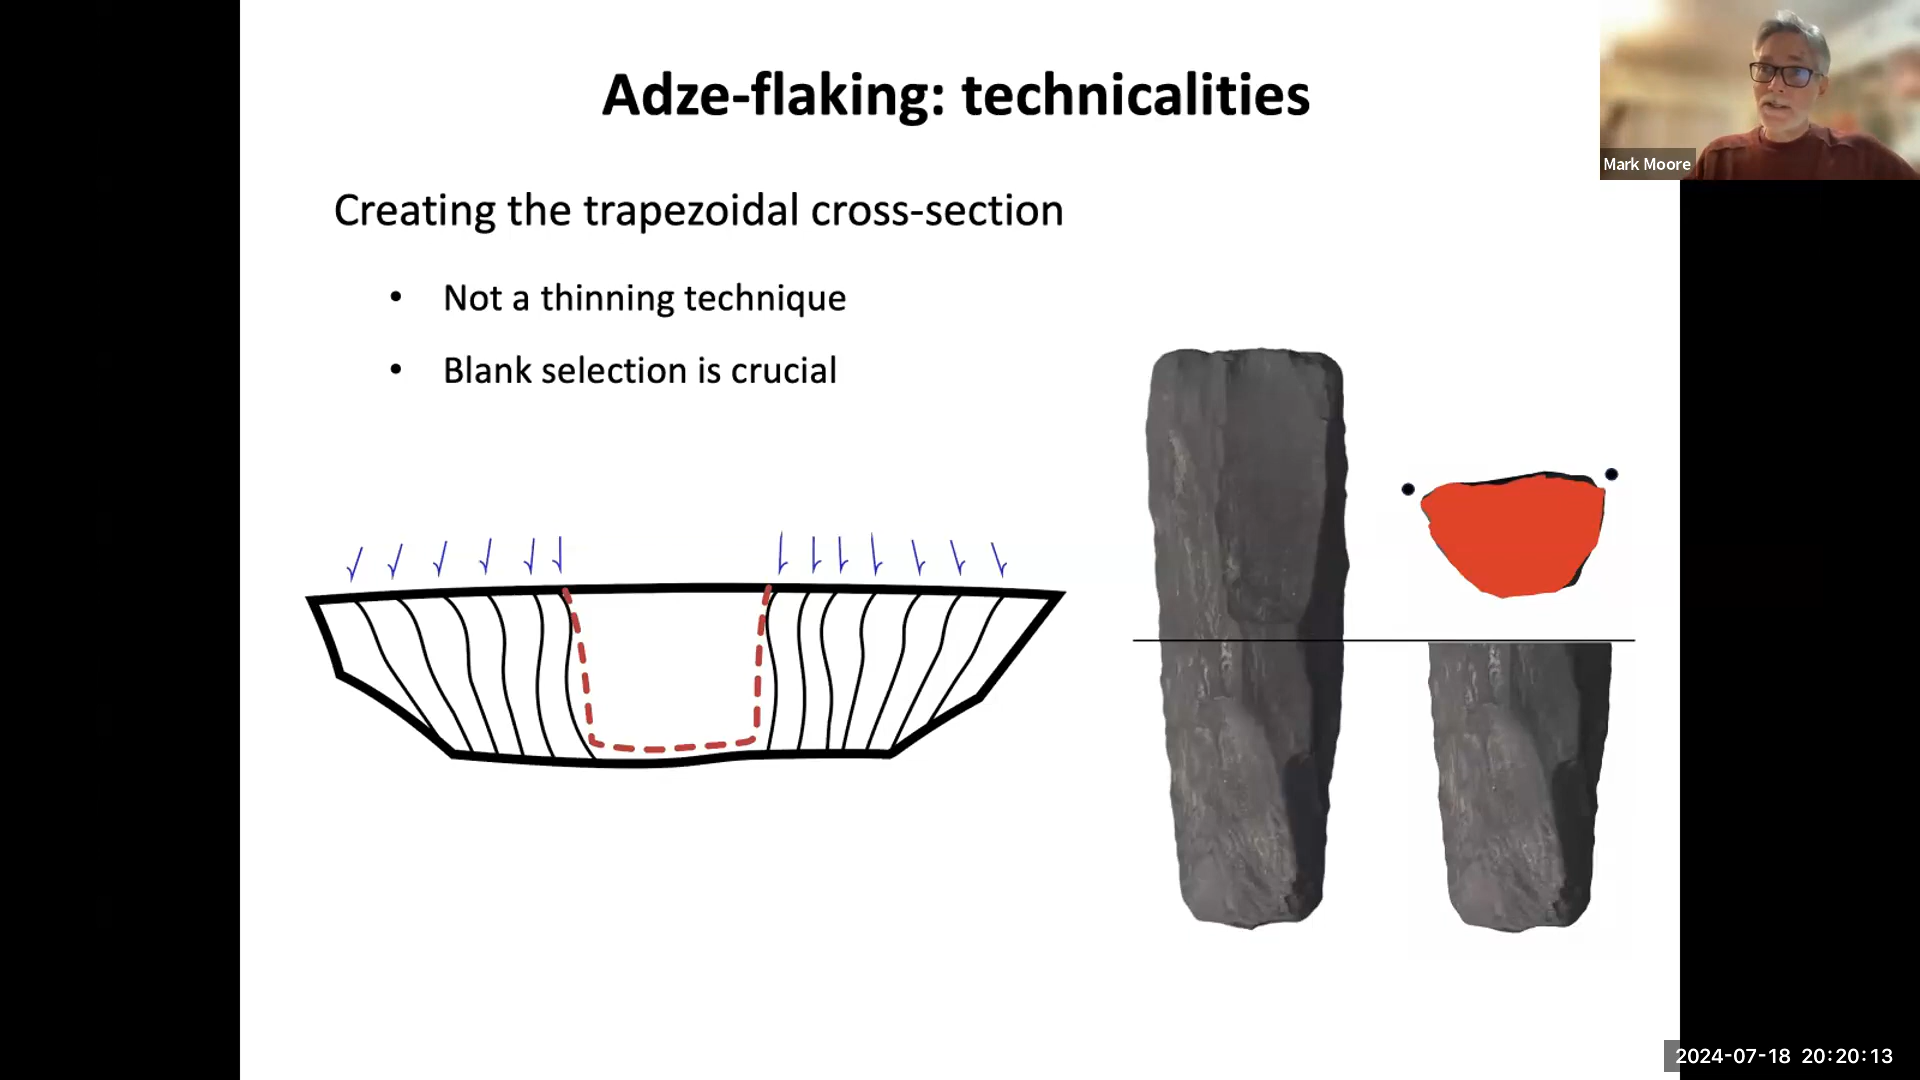 Adze-flaking: technicalities
Mark Moore
Creating the trapezoidal cross-section
• Not a thinning technique
• Blank selection is crucial
2024-07-18 20:20:13